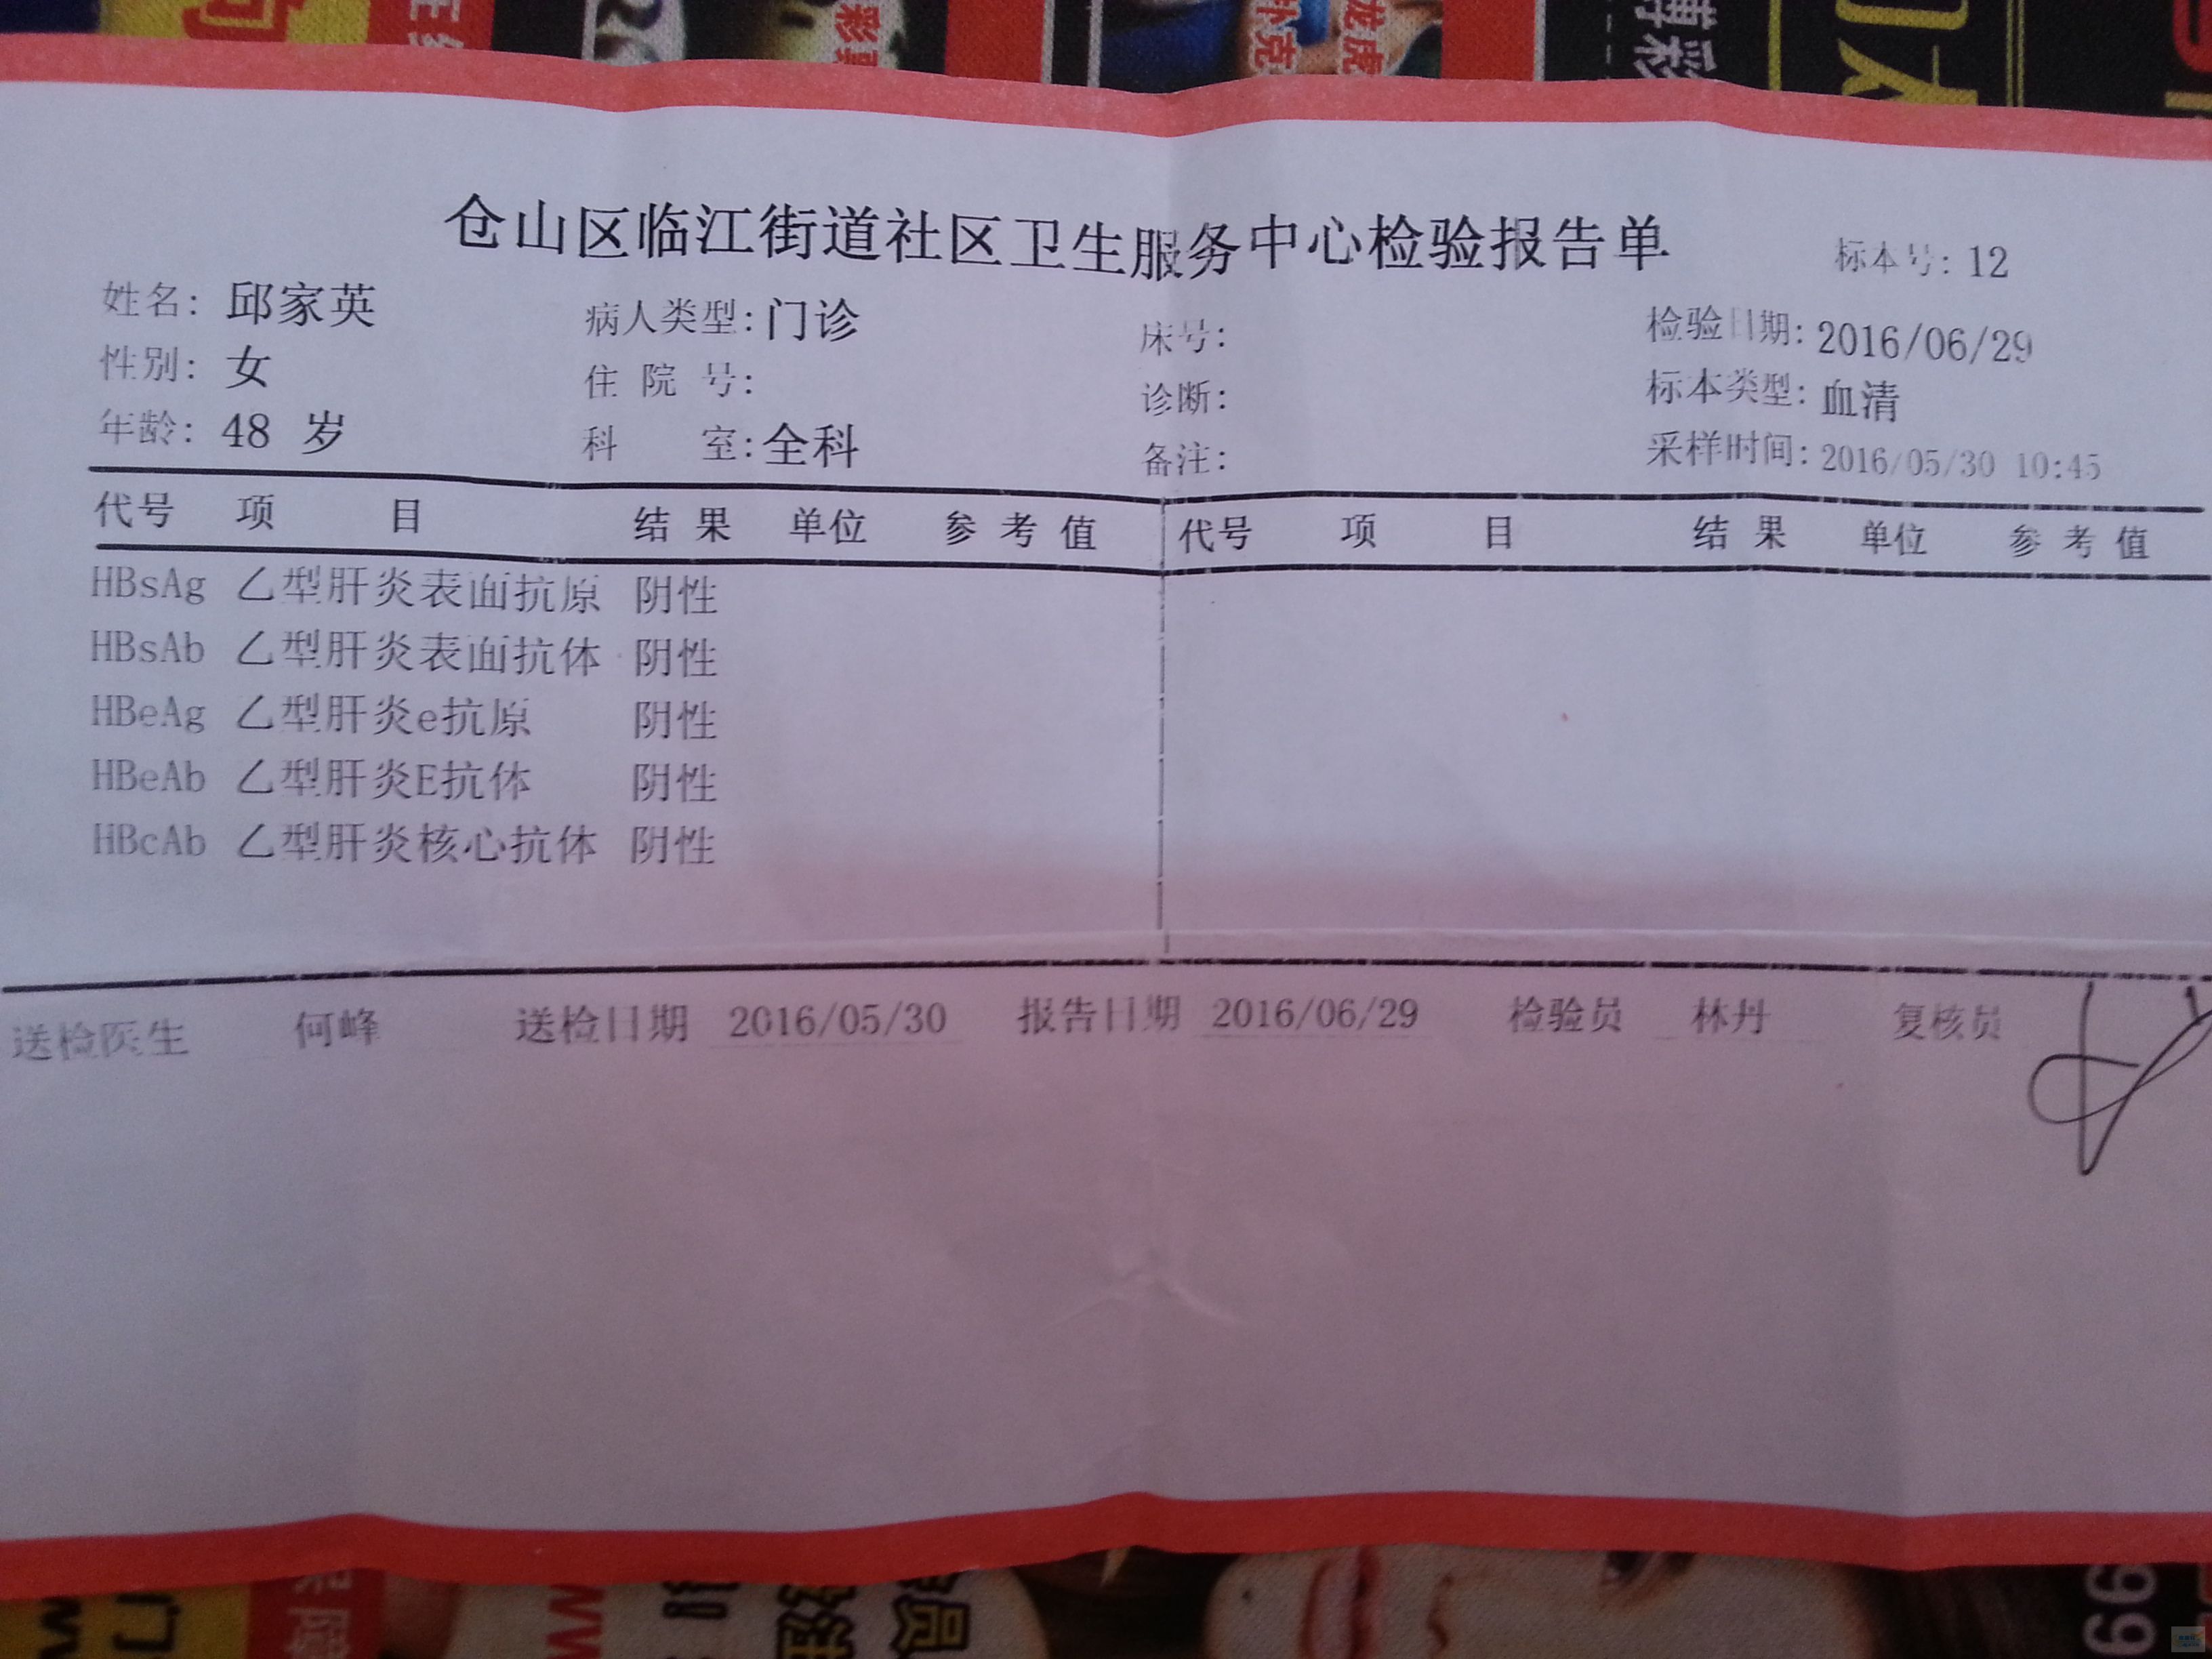 彩票
扑克
龙虎
博彩
仓山区临江街道社区卫生服务中心检验报告单
标本号: 12
姓名: 邱家英 病人类型: 门诊 床号: 检验日期: 2016/06/29
性别: 女 住院号: 诊断: 标本类型: 血清
年龄: 48 岁 科室: 全科 备注: 采样时间: 2016/05/30 10:45
代号 项目 结果 单位 参考值 代号 项目 结果 单位 参考值
HBsAg 乙型肝炎表面抗原 阴性
HBsAb 乙型肝炎表面抗体 阴性
HBeAg 乙型肝炎e抗原 阴性
HBeAb 乙型肝炎E抗体 阴性
HBcAb 乙型肝炎核心抗体 阴性
送检医生 何峰 送检日期 2016/05/30 报告日期 2016/06/29 检验员 林丹 复核员
99